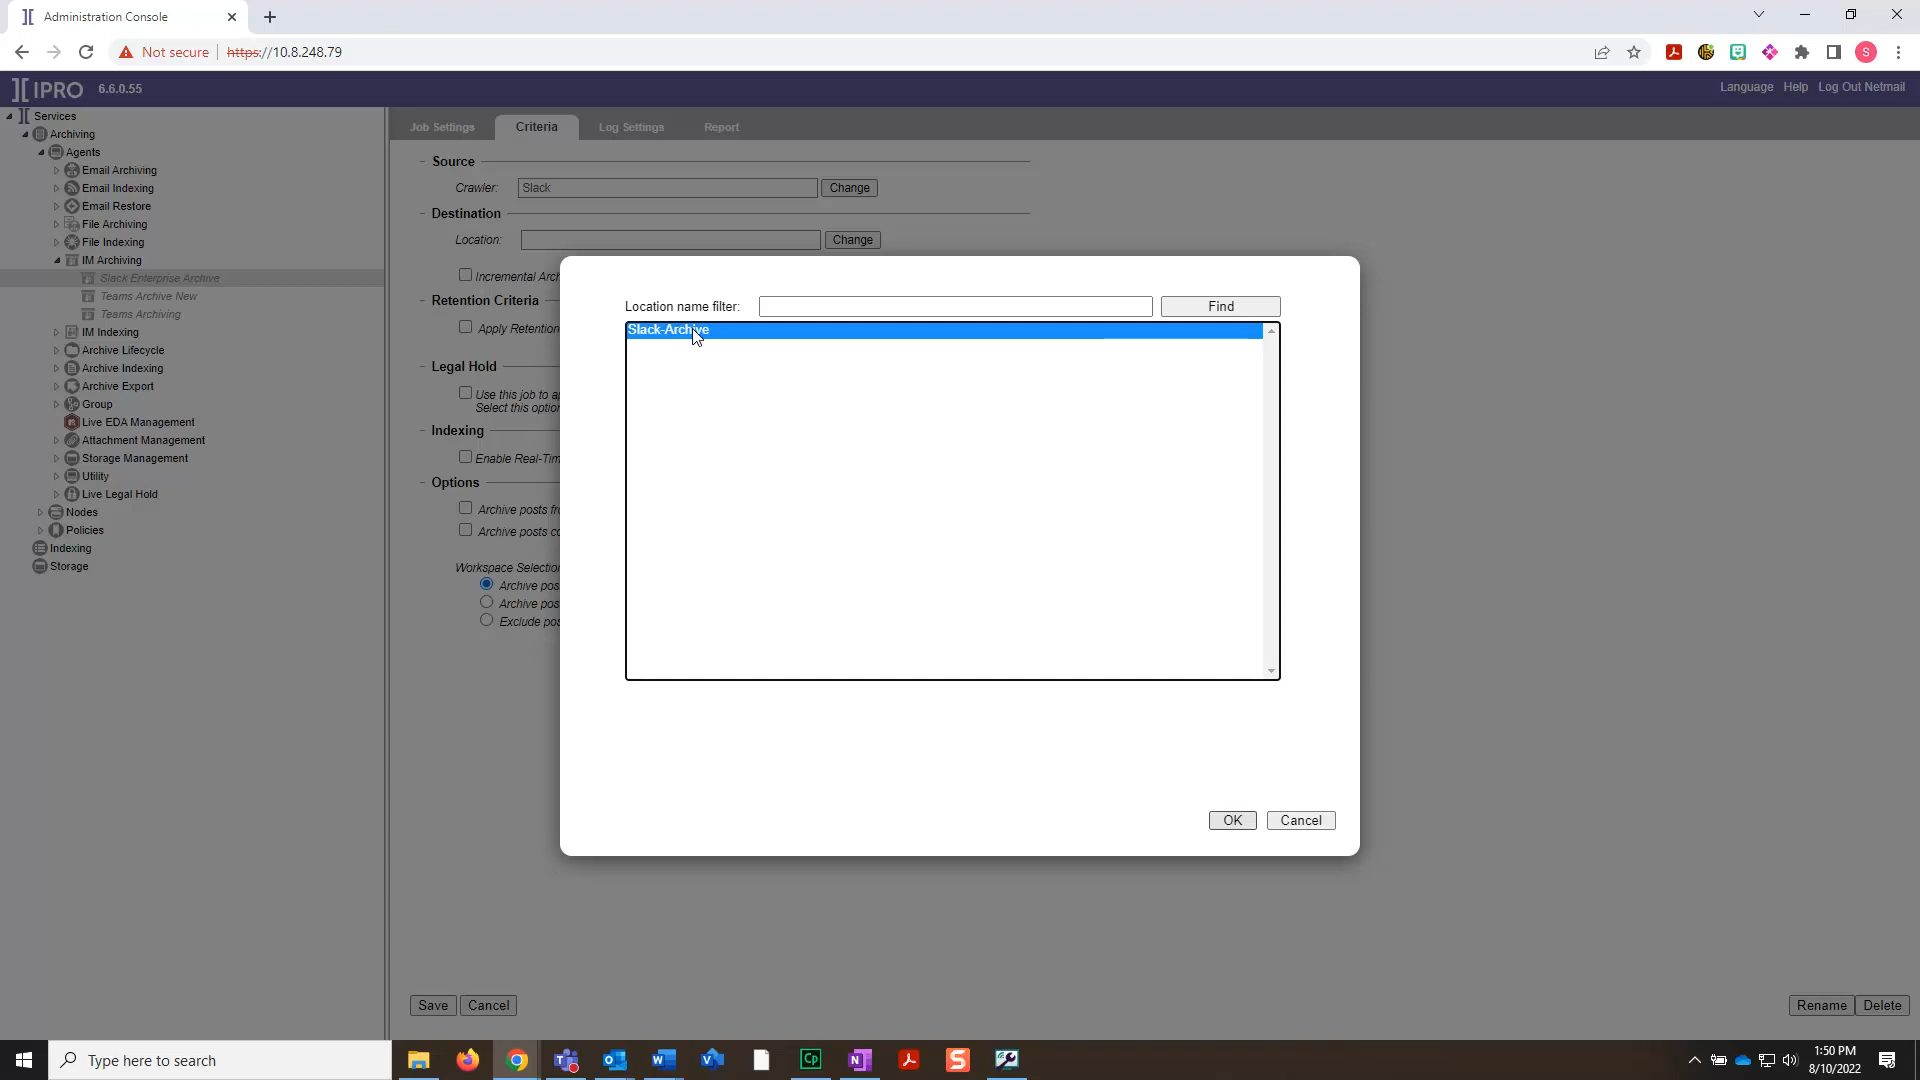 Administration Console
Not secure
https://10.8.248.79
S
IPRO 6.6.0.55
Language Help Log Out Netmail
Services
Archiving
Agents
Email Archiving
Email Indexing
Email Restore
File Archiving
File Indexing
IM Archiving
Slack Enterprise Archive
Teams Archive New
Teams Archiving
IM Indexing
Archive Lifecycle
Archive Indexing
Archive Export
Group
Live EDA Management
Attachment Management
Storage Management
Utility
Live Legal Hold
Nodes
Policies
Indexing
Storage
Job Settings Criteria Log Settings Report
Source
Crawler: Slack Change
Destination
Location: Change
Incremental Arch
Retention Criteria
Apply Retention
Legal Hold
Use this job to ap
Select this option
Indexing
Enable Real-Tim
Options
Archive posts fro
Archive posts co
Workspace Selection
Archive pos
Archive pos
Exclude pos
Location name filter: Find
Slack-Archive
OK Cancel
Save Cancel
Rename Delete
Type here to search
1:50 PM
8/10/2022